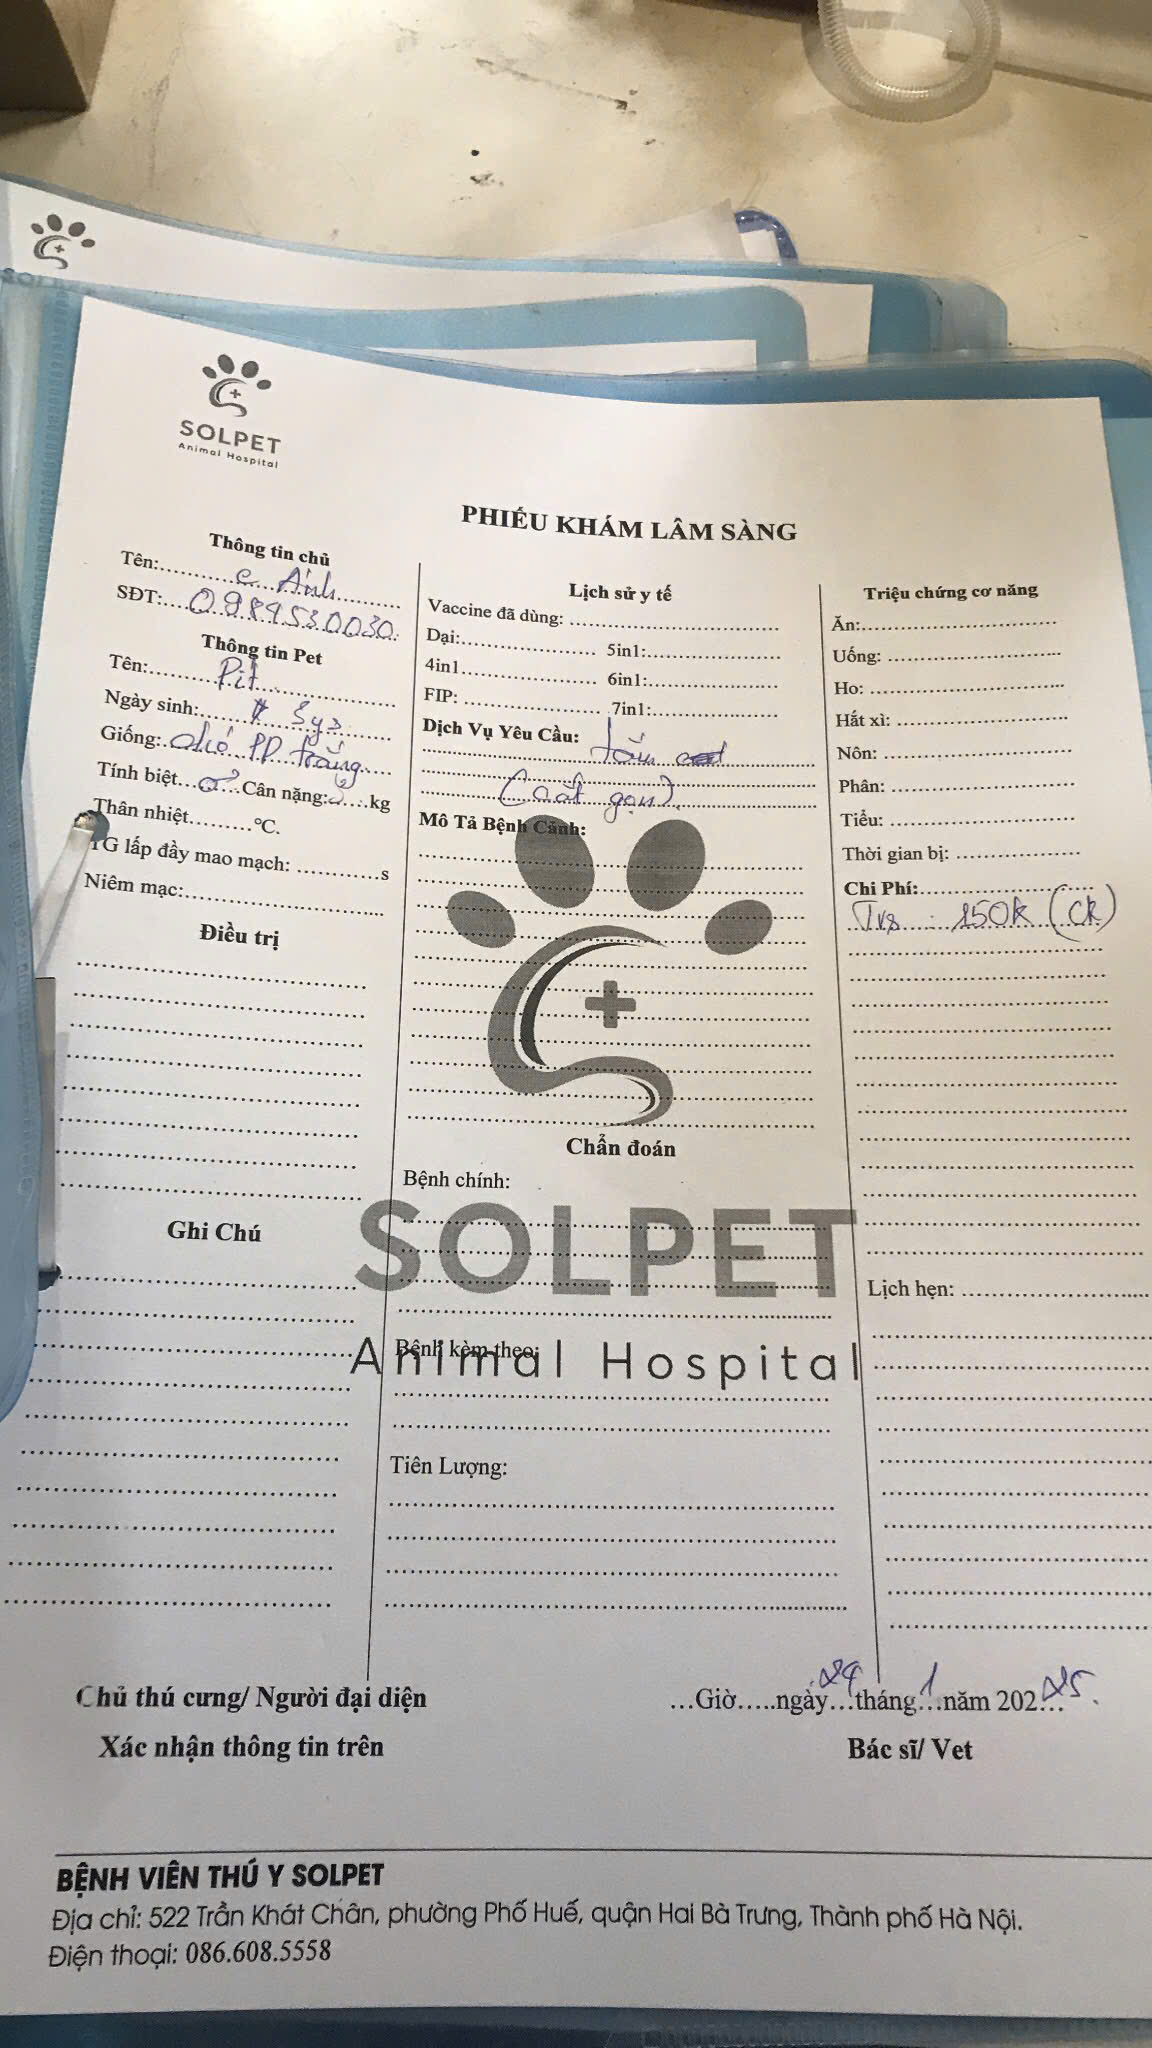 SOLPET
Animal Hospital
PHIẾU KHÁM LÂM SÀNG
Thông tin chủ
Tên:.......... c Ánh ..........
SĐT:.... 0989530030
Thông tin Pet
Tên:.......... Pit ..........
Ngày sinh:.......... 3y ..........
Giống: chó PD trắng
Tính biệt... ♂ ...Cân nặng:.......kg
Thân nhiệt.........°C.
TG lấp đầy mao mạch: ............s
Niêm mạc:..........
Điều trị
Ghi Chú
Lịch sử y tế
Vaccine đã dùng: ..........
Dại:.......... 5in1:..........
4in1.......... 6in1:..........
FIP: .......... 7in1:..........
Dịch Vụ Yêu Cầu: tắm
(cắt gọn)
Mô Tả Bệnh Cảnh:
Chẩn đoán
Bệnh chính:
SOLPET
Bệnh kèm theo:
Animal Hospital
Tiên Lượng:
Triệu chứng cơ năng
Ăn:..........
Uống: ..........
Ho: ..........
Hắt xì: ..........
Nôn: ..........
Phân: ..........
Tiểu: ..........
Thời gian bị: ..........
Chi Phí:..........
Tvs : 150k (CK)
Lịch hẹn: ..........
Chủ thú cưng/ Người đại diện
Xác nhận thông tin trên
...Giờ.....ngày...tháng 1 năm 202...
Bác sĩ/ Vet
BỆNH VIÊN THÚ Y SOLPET
Địa chỉ: 522 Trần Khát Chân, phường Phố Huế, quận Hai Bà Trưng, Thành phố Hà Nội.
Điện thoại: 086.608.5558